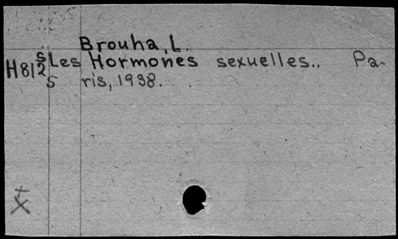 Brouha, L.
Les Hormones sexuelles., Pa-
H812 ris, 1938.